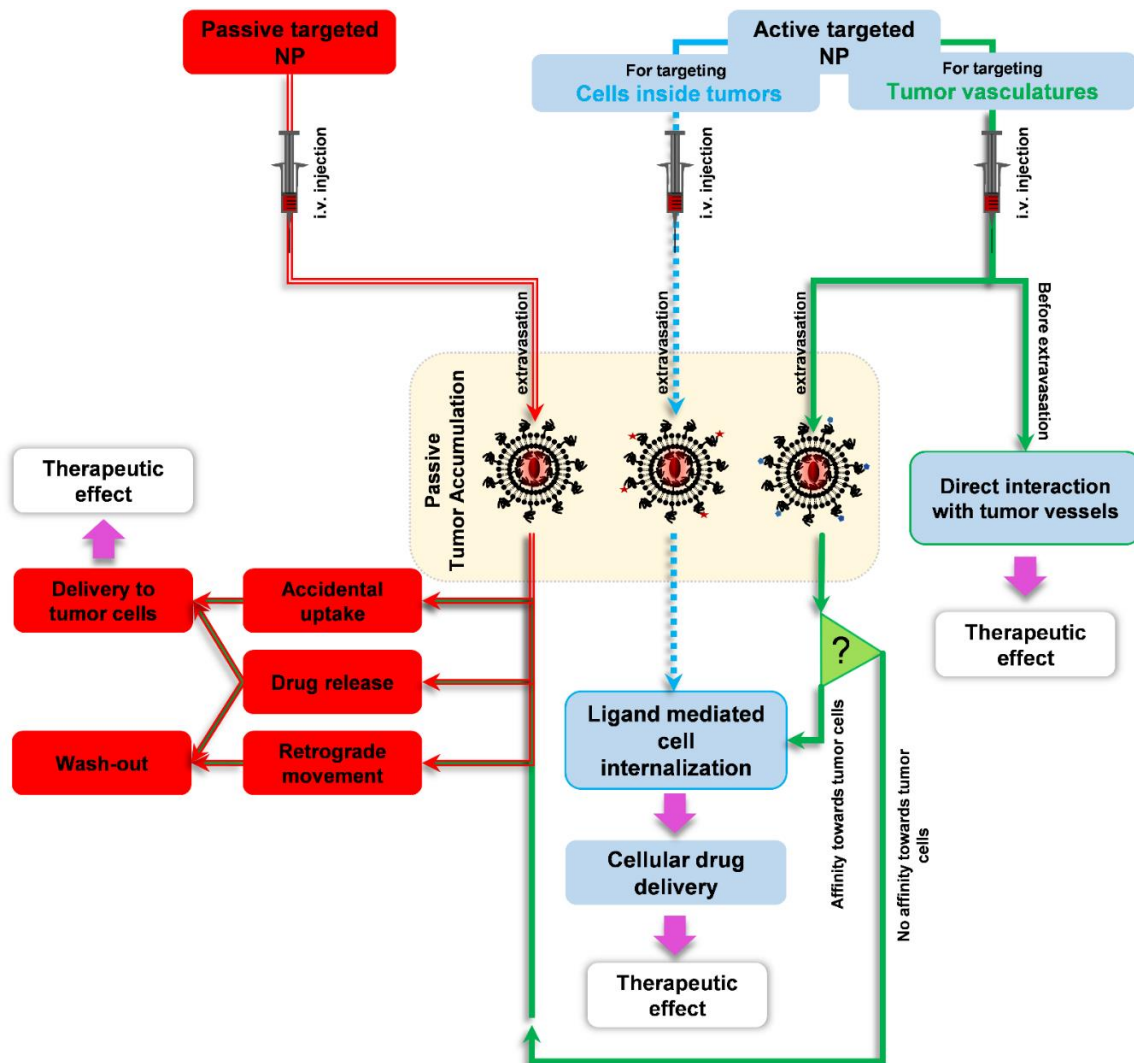 Passive targeted
NP
Active targeted
NP
For targeting
Cells inside tumors
For targeting
Tumor vasculatures
i.v. injection
i.v. injection
i.v. injection
extravasation
extravasation
extravasation
Before extravasation
Passive
Tumor Accumulation
Therapeutic
effect
Direct interaction
with tumor vessels
Delivery to
tumor cells
Accidental
uptake
Therapeutic
effect
?
Drug release
Ligand mediated
cell
internalization
Wash-out
Retrograde
movement
Affinity towards tumor cells
No affinity towards tumor
cells
Cellular drug
delivery
Therapeutic
effect